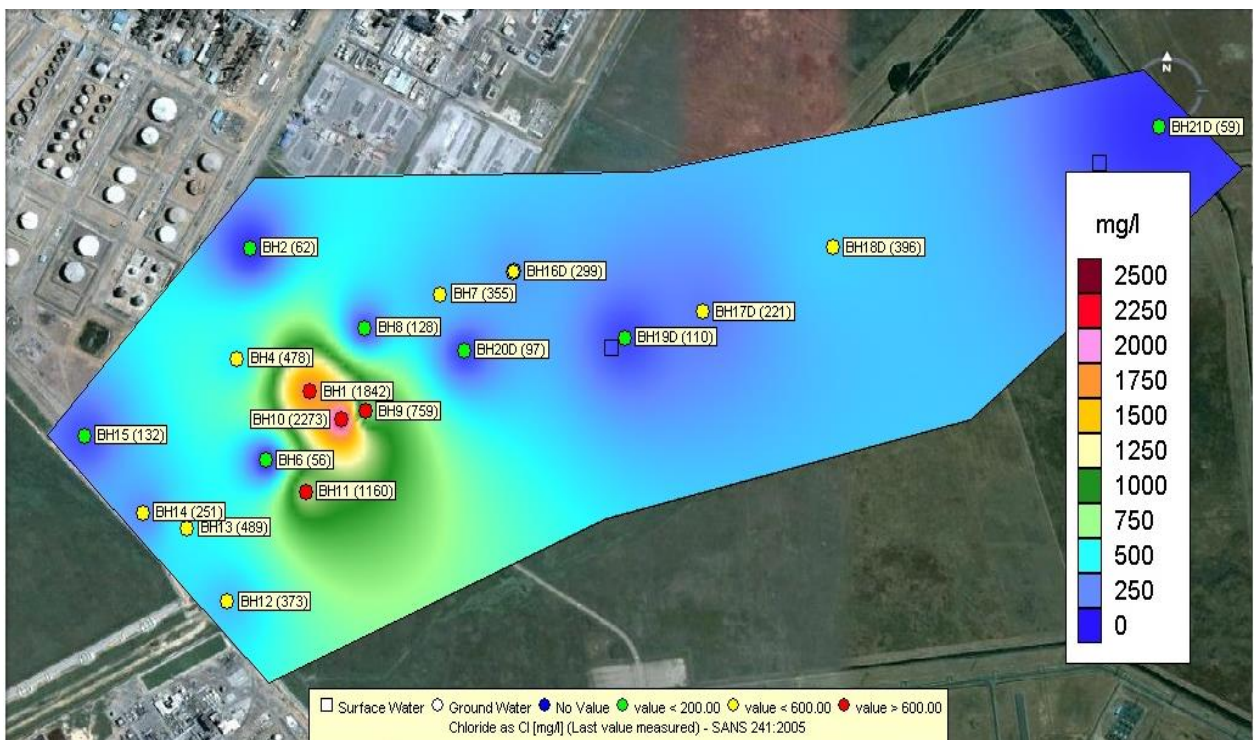 N
BH21D (59)
mg/l
BH2 (62)
BH18D (396)
BH16D (299)
BH7 (355)
2500
2250
2000
1750
1500
1250
1000
750
500
250
0
BH17D (221)
BH8 (128)
BH19D (110)
BH20D (97)
BH4 (478)
BH1 (1842)
BH9 (759)
BH10 (2273)
BH15 (132)
BH6 (56)
BH11 (1160)
BH14 (251)
BH13 (489)
BH12 (373)
Surface Water Ground Water No Value value < 200.00 value < 600.00 value > 600.00
Chloride as Cl [mg/l] (Last value measured) - SANS 241:2005